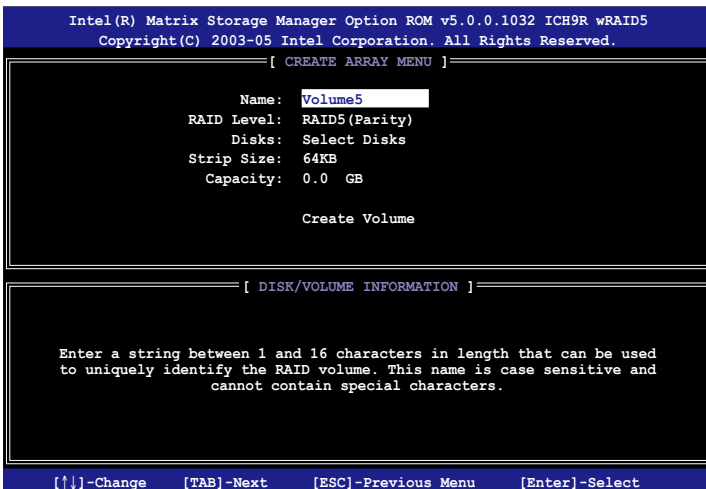 Intel(R) Matrix Storage Manager Option ROM v5.0.0.1032 ICH9R wRAID5
Copyright(C) 2003-05 Intel Corporation. All Rights Reserved.
[ CREATE ARRAY MENU ]
Name: Volume5
RAID Level: RAID5(Parity)
Disks: Select Disks
Strip Size: 64KB
Capacity: 0.0 GB
Create Volume
[ DISK/VOLUME INFORMATION ]
Enter a string between 1 and 16 characters in length that can be used
to uniquely identify the RAID volume. This name is case sensitive and
cannot contain special characters.
[↑↓]-Change [TAB]-Next [ESC]-Previous Menu [Enter]-Select